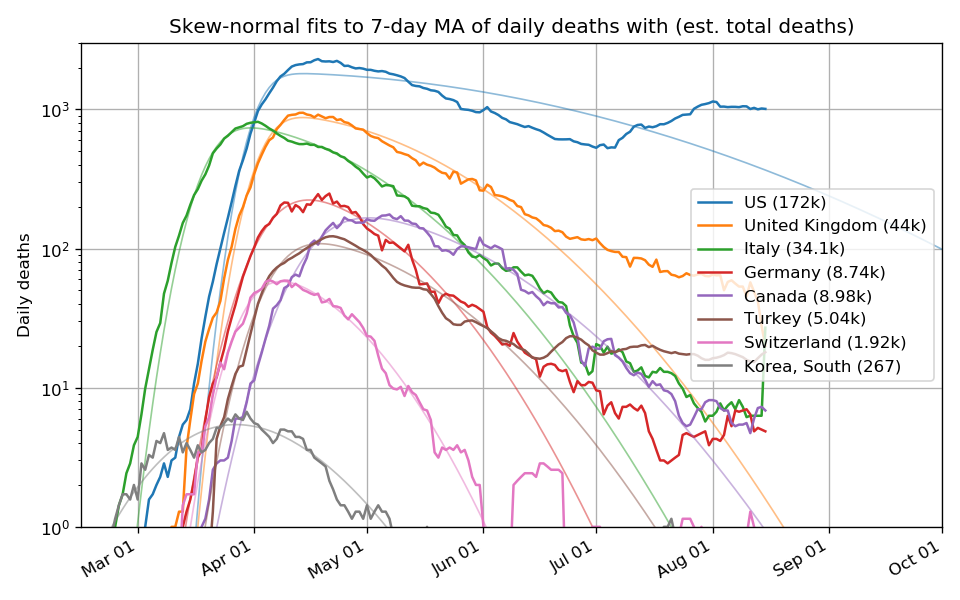 Skew-normal fits to 7-day MA of daily deaths with (est. total deaths)
Daily deaths
10³
10²
10¹
10⁰
US (172k)
United Kingdom (44k)
Italy (34.1k)
Germany (8.74k)
Canada (8.98k)
Turkey (5.04k)
Switzerland (1.92k)
Korea, South (267)
Mar 01
Apr 01
May 01
Jun 01
Jul 01
Aug 01
Sep 01
Oct 01